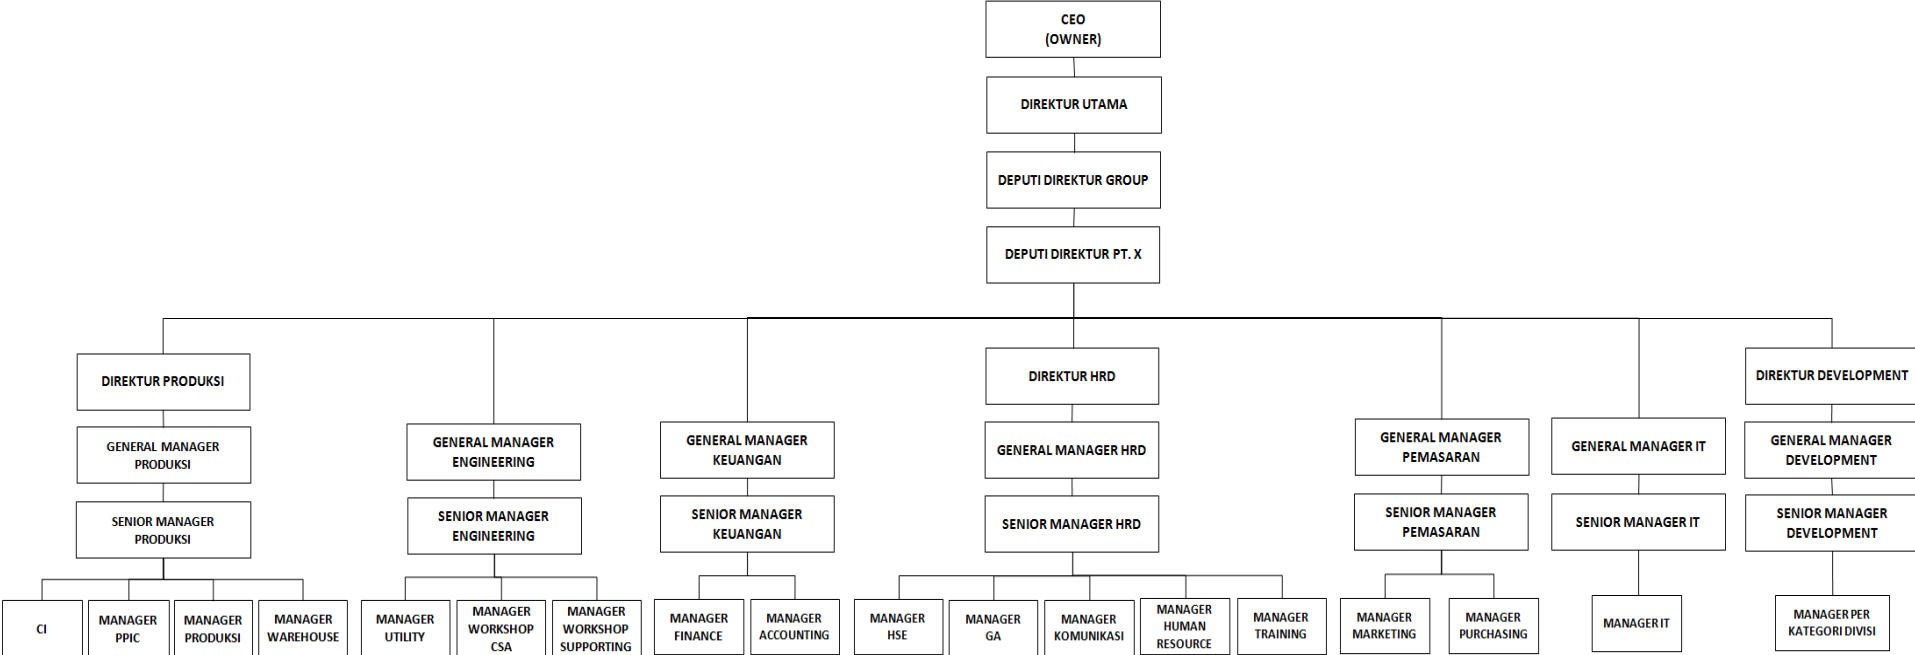 CEO
(OWNER)
DIREKTUR UTAMA
DEPUTI DIREKTUR GROUP
DEPUTI DIREKTUR PT. X
DIREKTUR PRODUKSI
DIREKTUR HRD
DIREKTUR DEVELOPMENT
GENERAL MANAGER
PRODUKSI
GENERAL MANAGER
ENGINEERING
GENERAL MANAGER
KEUANGAN
GENERAL MANAGER HRD
GENERAL MANAGER
PEMASARAN
GENERAL MANAGER IT
GENERAL MANAGER
DEVELOPMENT
SENIOR MANAGER
PRODUKSI
SENIOR MANAGER
ENGINEERING
SENIOR MANAGER
KEUANGAN
SENIOR MANAGER HRD
SENIOR MANAGER
PEMASARAN
SENIOR MANAGER IT
SENIOR MANAGER
DEVELOPMENT
CI
MANAGER
PPIC
MANAGER
PRODUKSI
MANAGER
WAREHOUSE
MANAGER
UTILITY
MANAGER
WORKSHOP
CSA
MANAGER
WORKSHOP
SUPPORTING
MANAGER
FINANCE
MANAGER
ACCOUNTING
MANAGER
HSE
MANAGER
GA
MANAGER
KOMUNIKASI
MANAGER
HUMAN
RESOURCE
MANAGER
TRAINING
MANAGER
MARKETING
MANAGER
PURCHASING
MANAGER IT
MANAGER PER
KATEGORI DIVISI